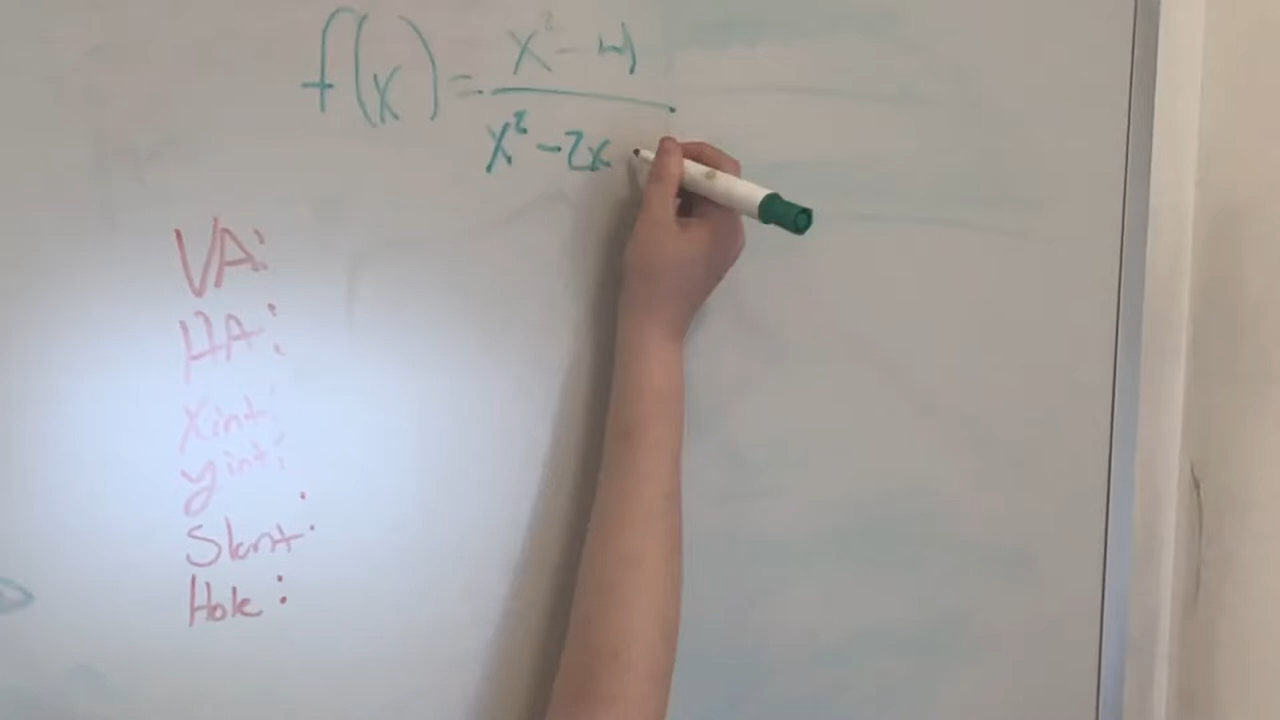 f(x) = x² - 4
x² - 2x
VA:
HA:
Xint:
yint:
Slant:
Hole: